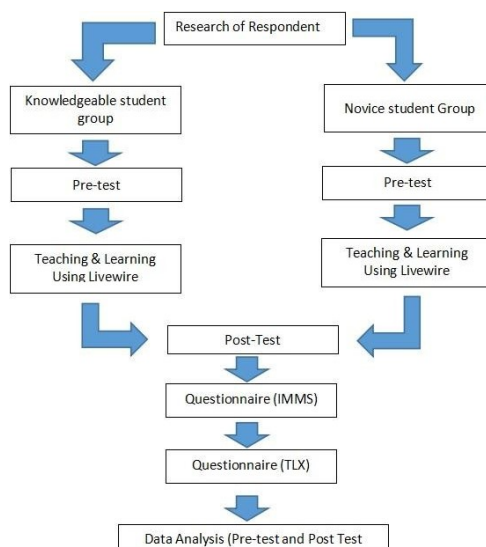 Research of Respondent
Knowledgeable student
group
Novice student Group
Pre-test
Pre-test
Teaching & Learning
Using Livewire
Teaching & Learning
Using Livewire
Post-Test
Questionnaire (IMMS)
Questionnaire (TLX)
Data Analysis (Pre-test and Post Test